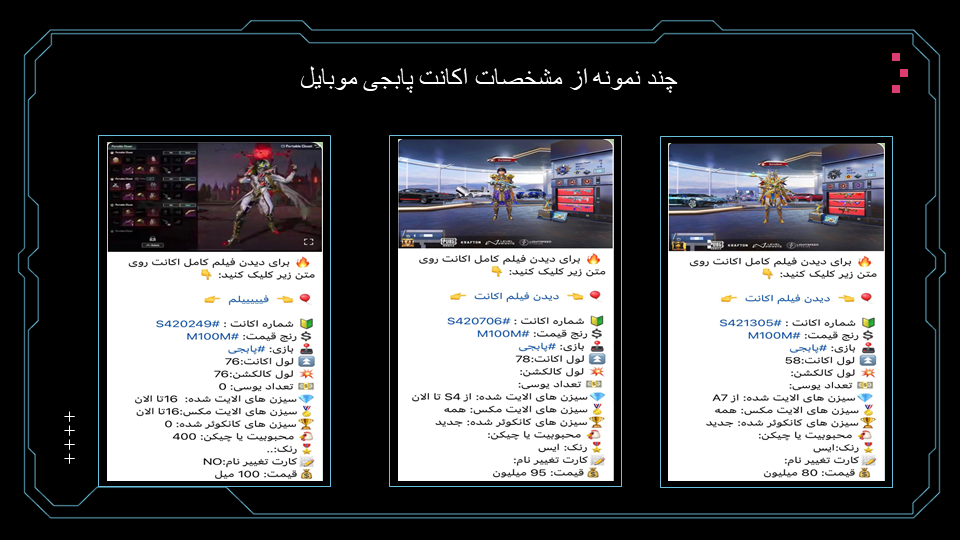 چند نمونه از مشخصات اکانت پابجی موبایل
🔥 برای دیدن فیلم کامل اکانت روی
متن زیر کلیک کنید: 👇
🎈 👈 دیدن فیلم اکانت 👉
🔰 شماره اکانت : #S421305
💲 رنج قیمت: #M100M
🕹 بازی: #پابجی
⏫ لول اکانت:58
💥 لول کالکشن:
💵 تعداد یوسی:
💎 سیزن های الایت شده: از A7
🏅 سیزن های الایت مکس: همه
🏆 سیزن های کانکوئر شده: جدید
🐔 محبوبیت یا چیکن:
🎖 رنک:ایس
📝 کارت تغییر نام:
💰 قیمت: 80 میلیون
PUBG KRAFTON
🔥 برای دیدن فیلم کامل اکانت روی
متن زیر کلیک کنید: 👇
🎈 👈 دیدن فیلم اکانت 👉
🔰 شماره اکانت : #S420706
💲 رنج قیمت: #M100M
🕹 بازی: #پابجی
⏫ لول اکانت:78
💥 لول کالکشن:
💵 تعداد یوسی:
💎 سیزن های الایت شده: از S4 تا الان
🏅 سیزن های الایت مکس: همه
🏆 سیزن های کانکوئر شده: جدید
🐔 محبوبیت یا چیکن:
🎖 رنک: ایس
📝 کارت تغییر نام:
💰 قیمت: 95 میلیون
Portable Closet
🔥 برای دیدن فیلم کامل اکانت روی
متن زیر کلیک کنید: 👇
🎈 👈 فیییییلم 👉
🔰 شماره اکانت : #S420249
💲 رنج قیمت: #M100M
🕹 بازی: #پابجی
⏫ لول اکانت:76
💥 لول کالکشن:76
💵 تعداد یوسی: 0
💎 سیزن های الایت شده: 16تا الان
🏅 سیزن های الایت مکس:16تا الان
🏆 سیزن های کانکوئر شده: 0
🐔 محبوبیت یا چیکن: 400
🎖 رنک:..
📝 کارت تغییر نام:NO
💰 قیمت: 100 میل